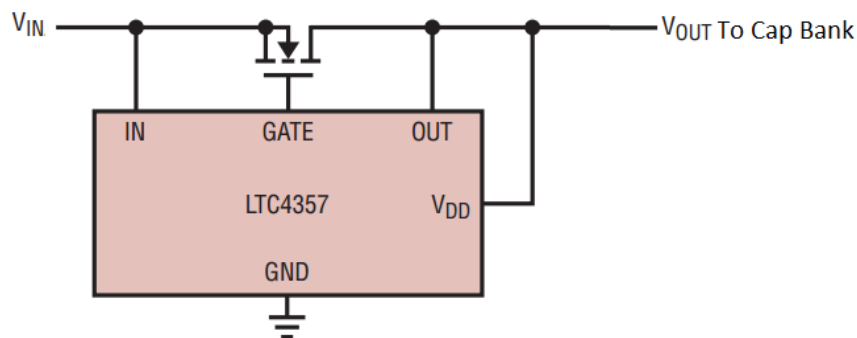 VIN
VOUT To Cap Bank
IN
GATE
OUT
LTC4357
VDD
GND